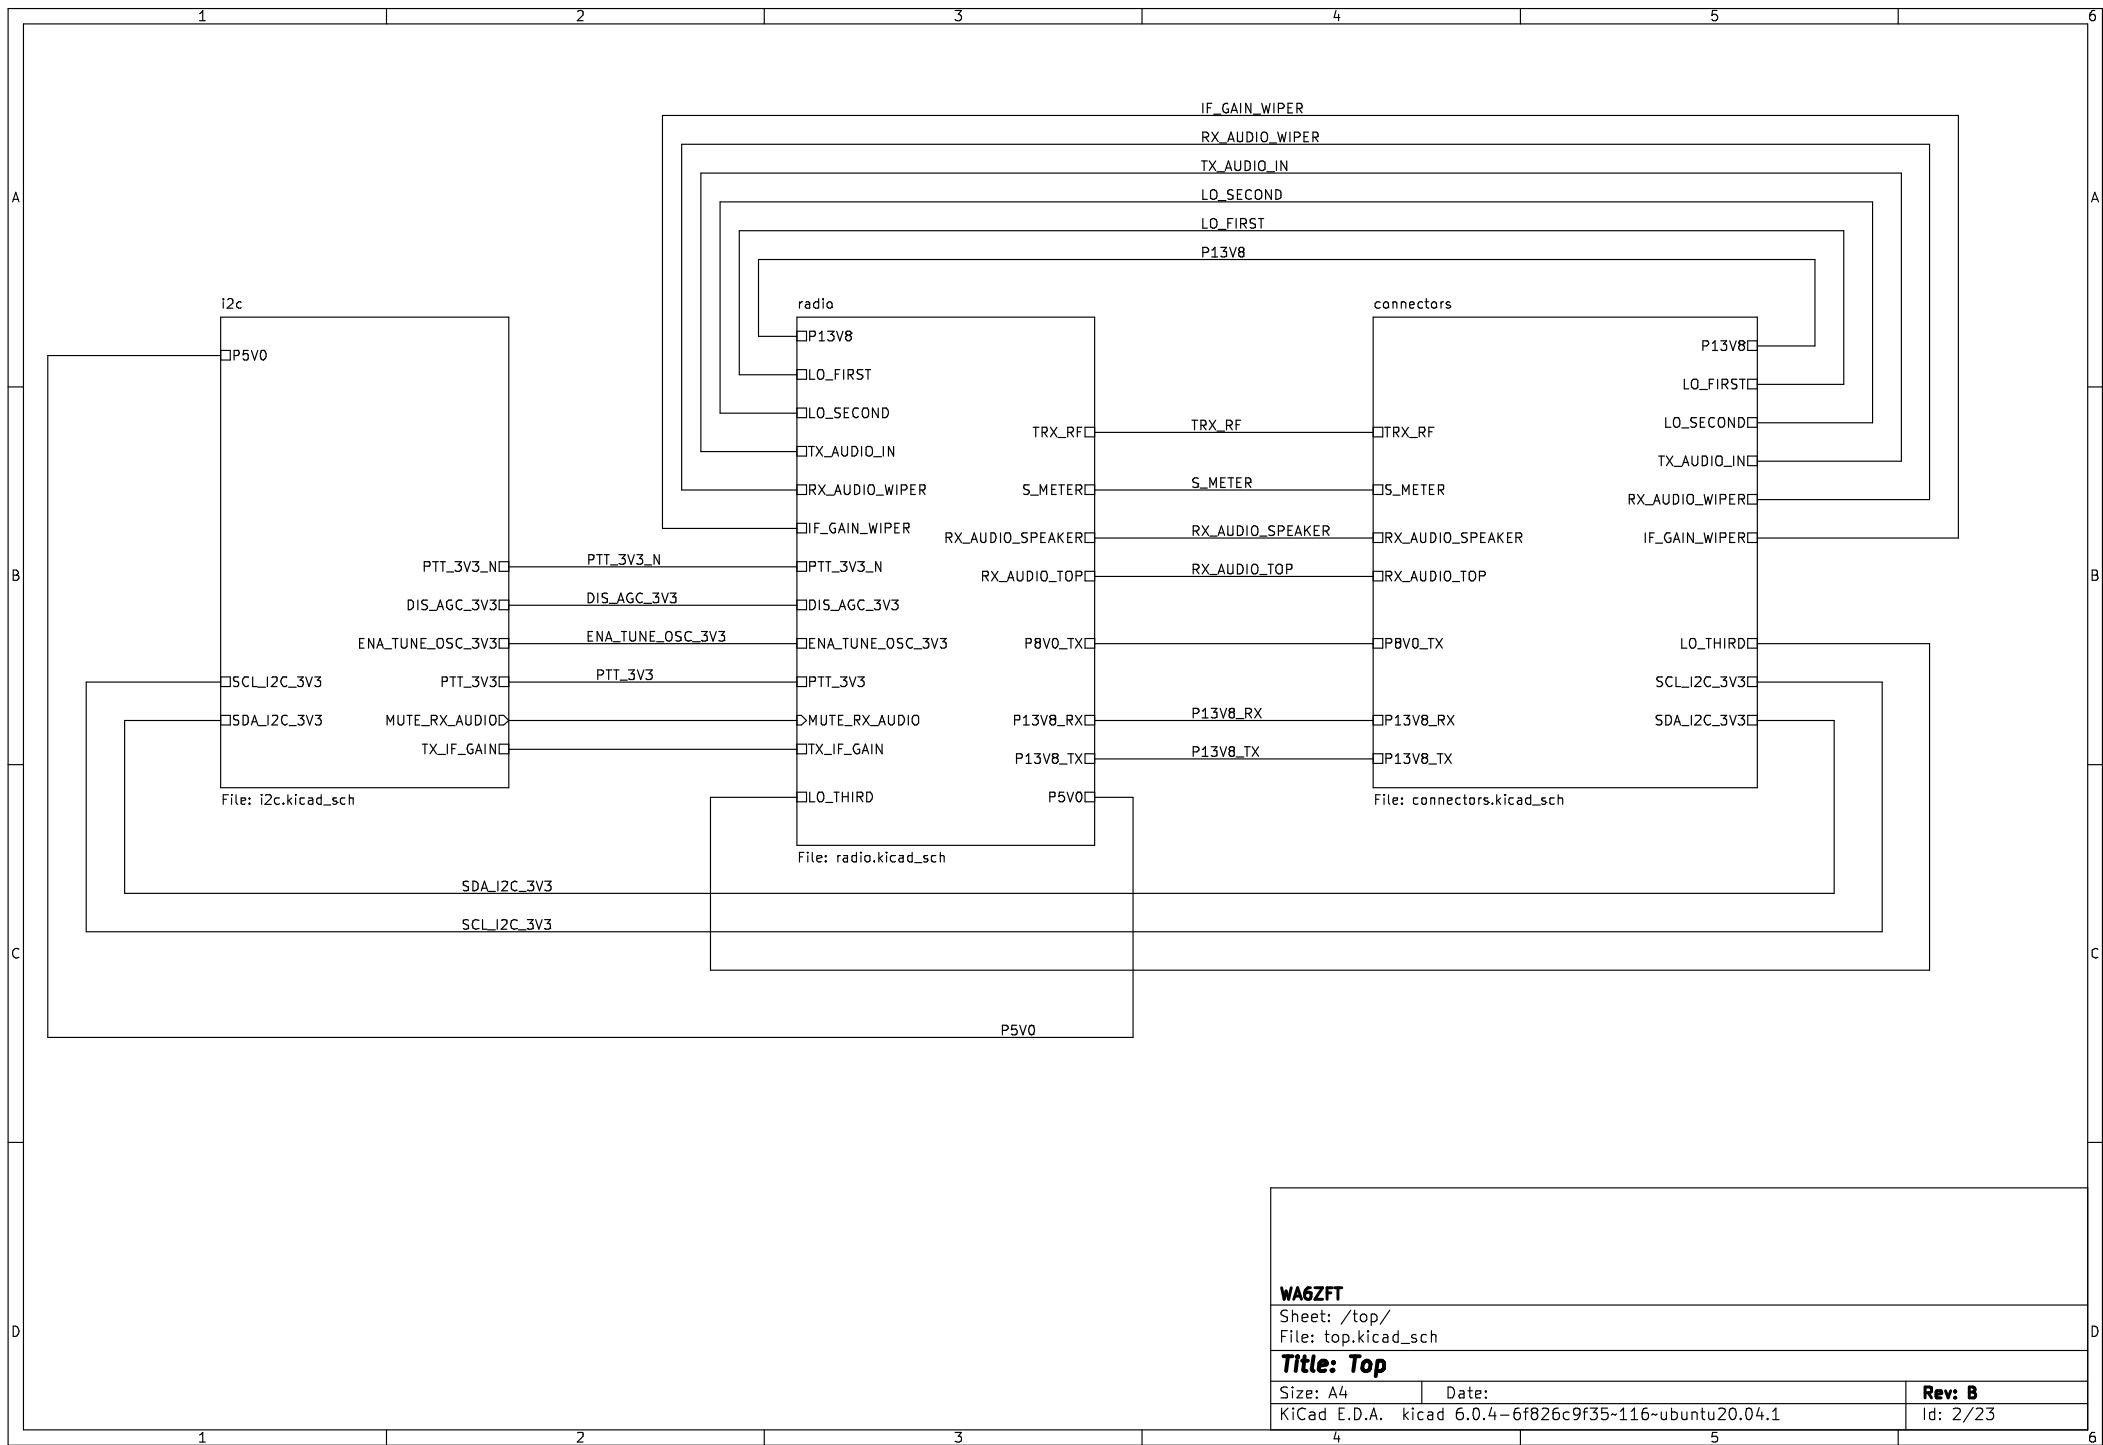 1 2 3 4 5 6
IF_GAIN_WIPER
RX_AUDIO_WIPER
TX_AUDIO_IN
A A
LO_SECOND
LO_FIRST
P13V8
i2c
radio
connectors
P5V0
PTT_3V3_N
DIS_AGC_3V3
ENA_TUNE_OSC_3V3
SCL_I2C_3V3
PTT_3V3
SDA_I2C_3V3
MUTE_RX_AUDIO
TX_IF_GAIN
File: i2c.kicad_sch
PTT_3V3_N
DIS_AGC_3V3
ENA_TUNE_OSC_3V3
PTT_3V3
P13V8
LO_FIRST
LO_SECOND
TRX_RF
TX_AUDIO_IN
RX_AUDIO_WIPER
S_METER
IF_GAIN_WIPER
RX_AUDIO_SPEAKER
PTT_3V3_N
RX_AUDIO_TOP
DIS_AGC_3V3
ENA_TUNE_OSC_3V3
P8V0_TX
PTT_3V3
MUTE_RX_AUDIO
P13V8_RX
TX_IF_GAIN
P13V8_TX
LO_THIRD
P5V0
File: radio.kicad_sch
TRX_RF
S_METER
RX_AUDIO_SPEAKER
RX_AUDIO_TOP
P13V8_RX
P13V8_TX
P13V8
LO_FIRST
LO_SECOND
TRX_RF
TX_AUDIO_IN
S_METER
RX_AUDIO_WIPER
RX_AUDIO_SPEAKER
IF_GAIN_WIPER
RX_AUDIO_TOP
P8V0_TX
LO_THIRD
SCL_I2C_3V3
P13V8_RX
SDA_I2C_3V3
P13V8_TX
File: connectors.kicad_sch
B B
SDA_I2C_3V3
SCL_I2C_3V3
C C
P5V0
WA6ZFT
Sheet: /top/
File: top.kicad_sch
D D
Title: Top
Size: A4 Date: Rev: B
KiCad E.D.A. kicad 6.0.4-6f826c9f35~116~ubuntu20.04.1 Id: 2/23
1 2 3 4 5 6